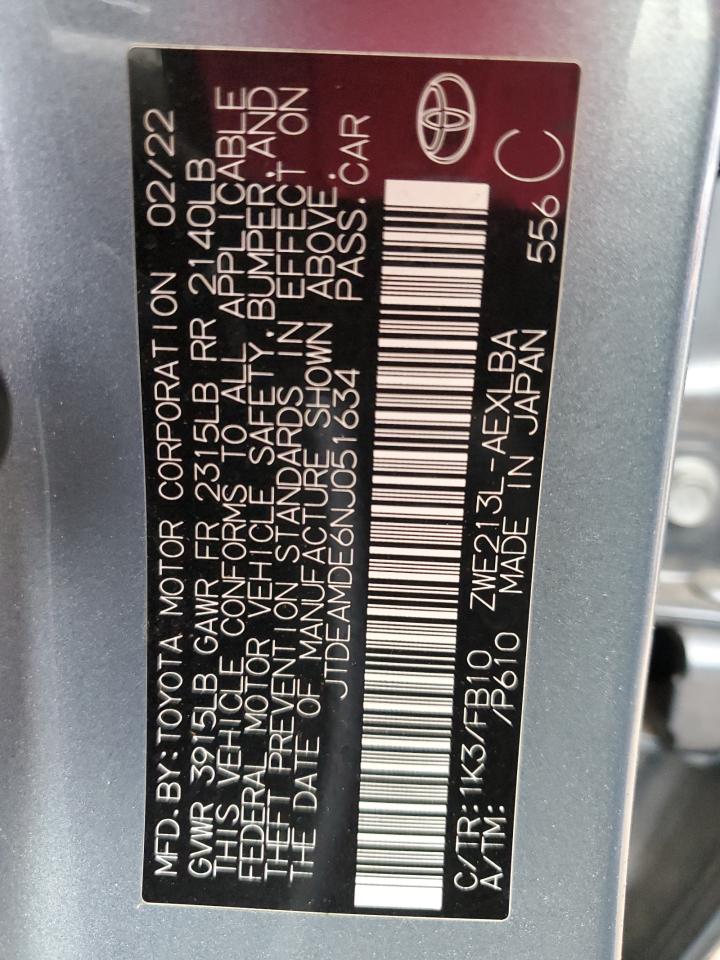 MFD. BY: TOYOTA MOTOR CORPORATION 02/22
GVWR 3915LB GAWR FR 2315LB RR 2140LB
THIS VEHICLE CONFORMS TO ALL APPLICABLE
FEDERAL MOTOR VEHICLE SAFETY, BUMPER, AND
THEFT PREVENTION STANDARDS IN EFFECT ON
THE DATE OF MANUFACTURE SHOWN ABOVE.
JTDEAMDE6NJ051634 PASS. CAR
C/TR: 1K3/FB10 ZWE213L-AEXLBA
A/TM: /P610 MADE IN JAPAN
556 C